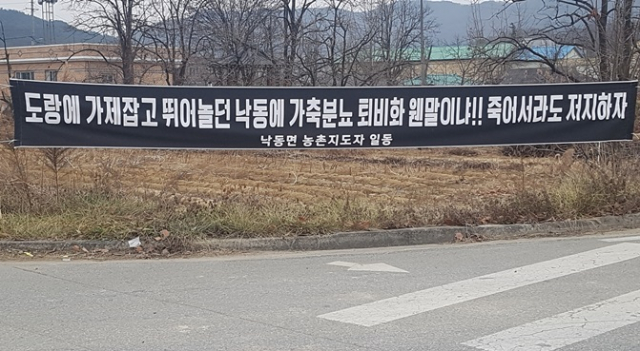 도랑에 가제잡고 뛰어놀던 낙동에 가축분뇨 퇴비화 웬말이냐!! 죽어서라도 저지하자
낙동면 농촌지도자 일동